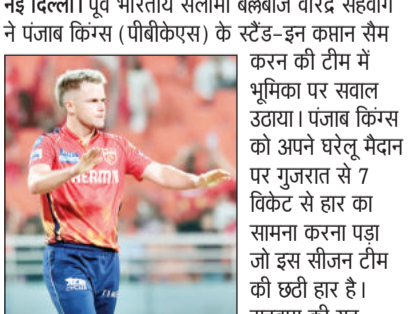 नई दिल्ली। पूर्व भारतीय सलामी बल्लेबाज वीरेंद्र सहवाग
ने पंजाब किंग्स (पीबीकेएस) के स्टैंड-इन कप्तान सैम
करन की टीम में
भूमिका पर सवाल
उठाया। पंजाब किंग्स
को अपने घरेलू मैदान
पर गुजरात से 7
विकेट से हार का
सामना करना पड़ा
जो इस सीजन टीम
की छठी हार है।